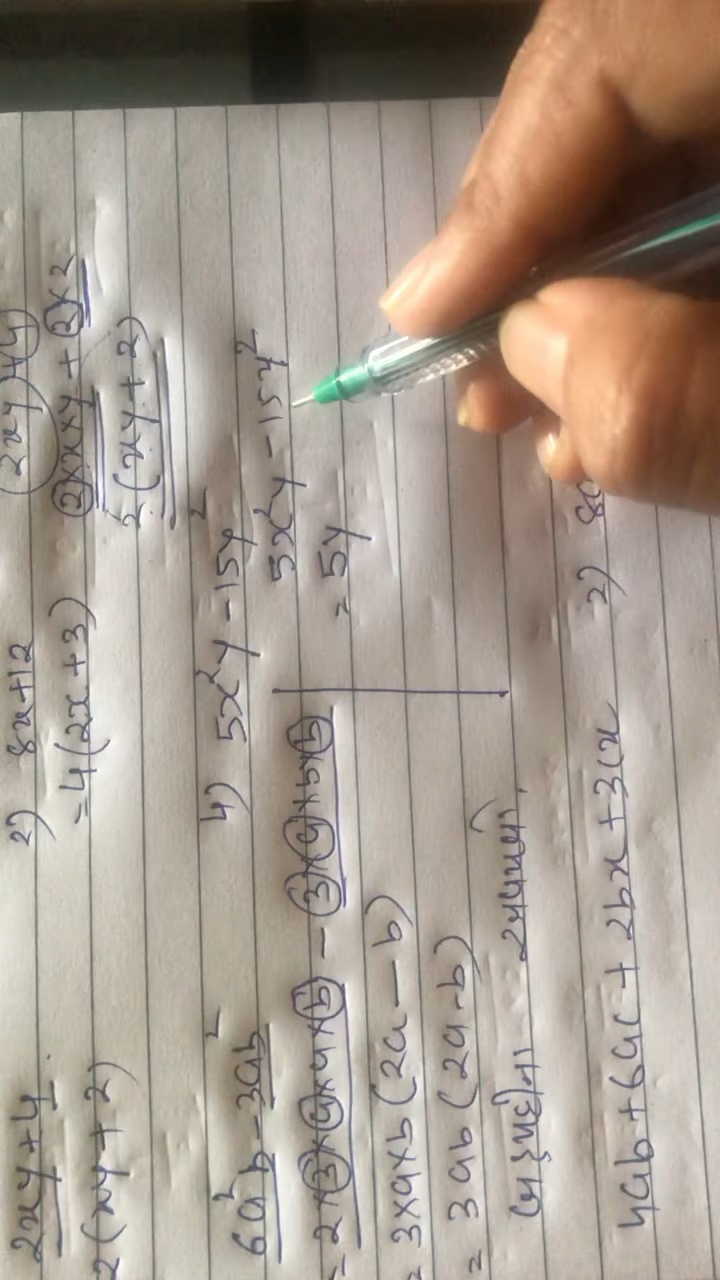 2xy+4
2(xy+2)
2) 8x+12
=4(2x+3)
(2xy)+(4)
2×x×y+2×2
2(xy+2)
6a²b-3ab²
=2×3×a×a×b-3×a×b×b
=3×a×b(2a-b)
=3ab(2a-b)
4) 5x²y-15y²
5x²y-15y²
=5y
4ab+6ac+2bx+3cx
2) 8